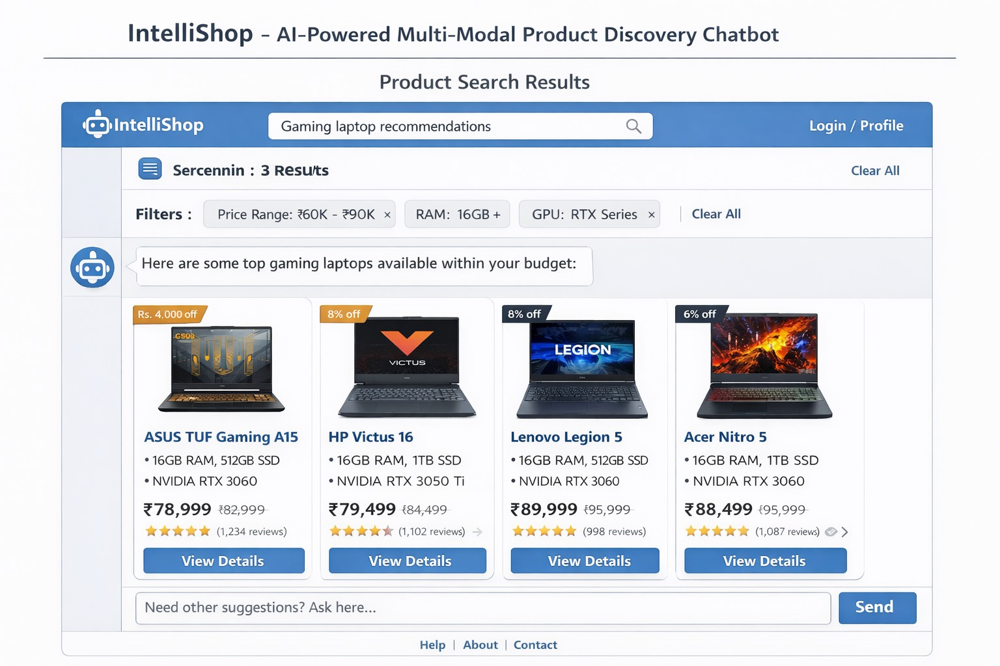 IntelliShop – AI-Powered Multi-Modal Product Discovery Chatbot
Product Search Results
IntelliShop
Gaming laptop recommendations
Login / Profile
Sercennin : 3 Resuts
Clear All
Filters :
Price Range: ₹60K - ₹90K ×
RAM: 16GB +
GPU: RTX Series ×
Clear All
Here are some top gaming laptops available within your budget:
Rs. 4,000 off
ASUS TUF Gaming A15
• 16GB RAM, 512GB SSD
• NVIDIA RTX 3060
₹78,999 ₹82,999
(1,234 reviews)
View Details
8% off
VICTUS
HP Victus 16
• 16GB RAM, 1TB SSD
• NVIDIA RTX 3050 Ti
₹79,499 ₹84,499
(1,102 reviews)
View Details
8% off
LEGION
Lenovo Legion 5
• 16GB RAM, 512GB SSD
• NVIDIA RTX 3060
₹89,999 ₹95,999
(998 reviews)
View Details
6% off
Acer Nitro 5
• 16GB RAM, 1TB SSD
• NVIDIA RTX 3060
₹88,499 ₹95,999
(1,087 reviews)
View Details
Need other suggestions? Ask here...
Send
Help | About | Contact